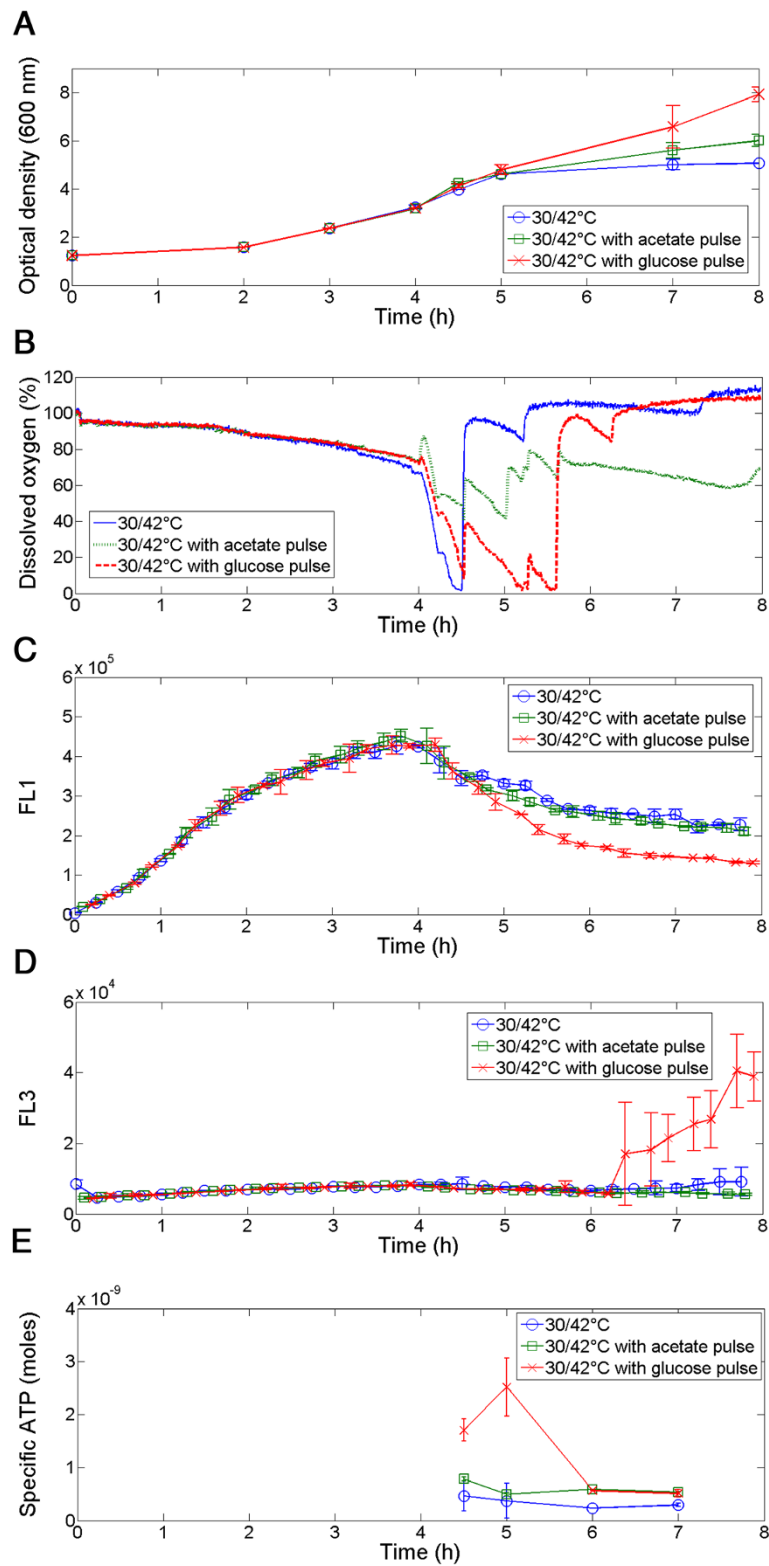 A
Optical density (600 nm)
8
6
4
2
0
0 1 2 3 4 5 6 7 8
Time (h)
30/42°C
30/42°C with acetate pulse
30/42°C with glucose pulse
B
Dissolved oxygen (%)
120
100
80
60
40
20
0
0 1 2 3 4 5 6 7 8
Time (h)
30/42°C
30/42°C with acetate pulse
30/42°C with glucose pulse
C
FL1
x 10⁵
6
5
4
3
2
1
0
0 1 2 3 4 5 6 7 8
Time (h)
30/42°C
30/42°C with acetate pulse
30/42°C with glucose pulse
D
FL3
x 10⁴
6
4
2
0
0 1 2 3 4 5 6 7 8
Time (h)
30/42°C
30/42°C with acetate pulse
30/42°C with glucose pulse
E
Specific ATP (moles)
x 10⁻⁹
4
3
2
1
0
0 1 2 3 4 5 6 7 8
Time (h)
30/42°C
30/42°C with acetate pulse
30/42°C with glucose pulse